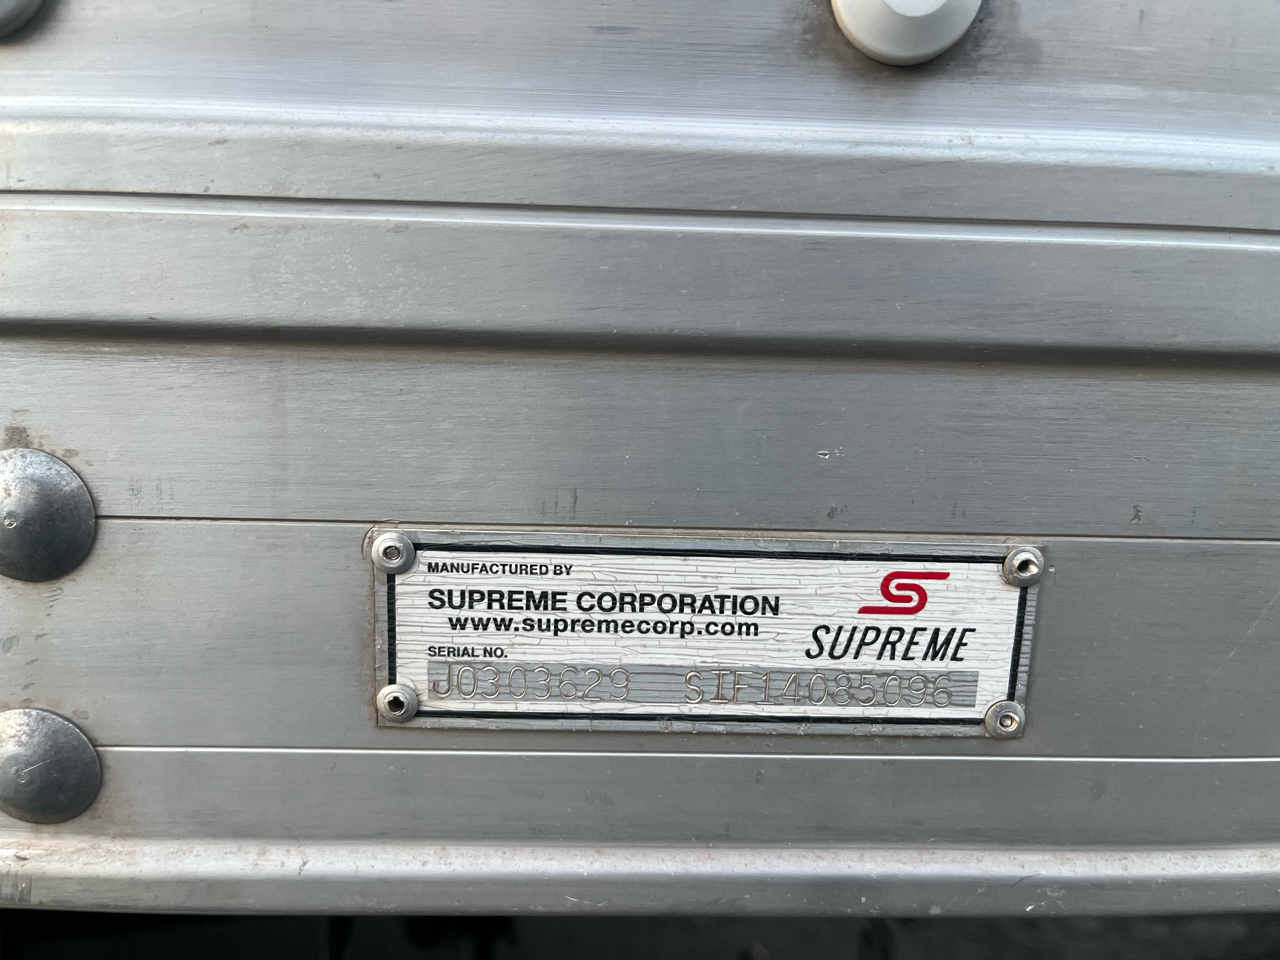 MANUFACTURED BY
SUPREME CORPORATION
www.supremecorp.com
SUPREME
SERIAL NO.
J0303629 SIF14085096